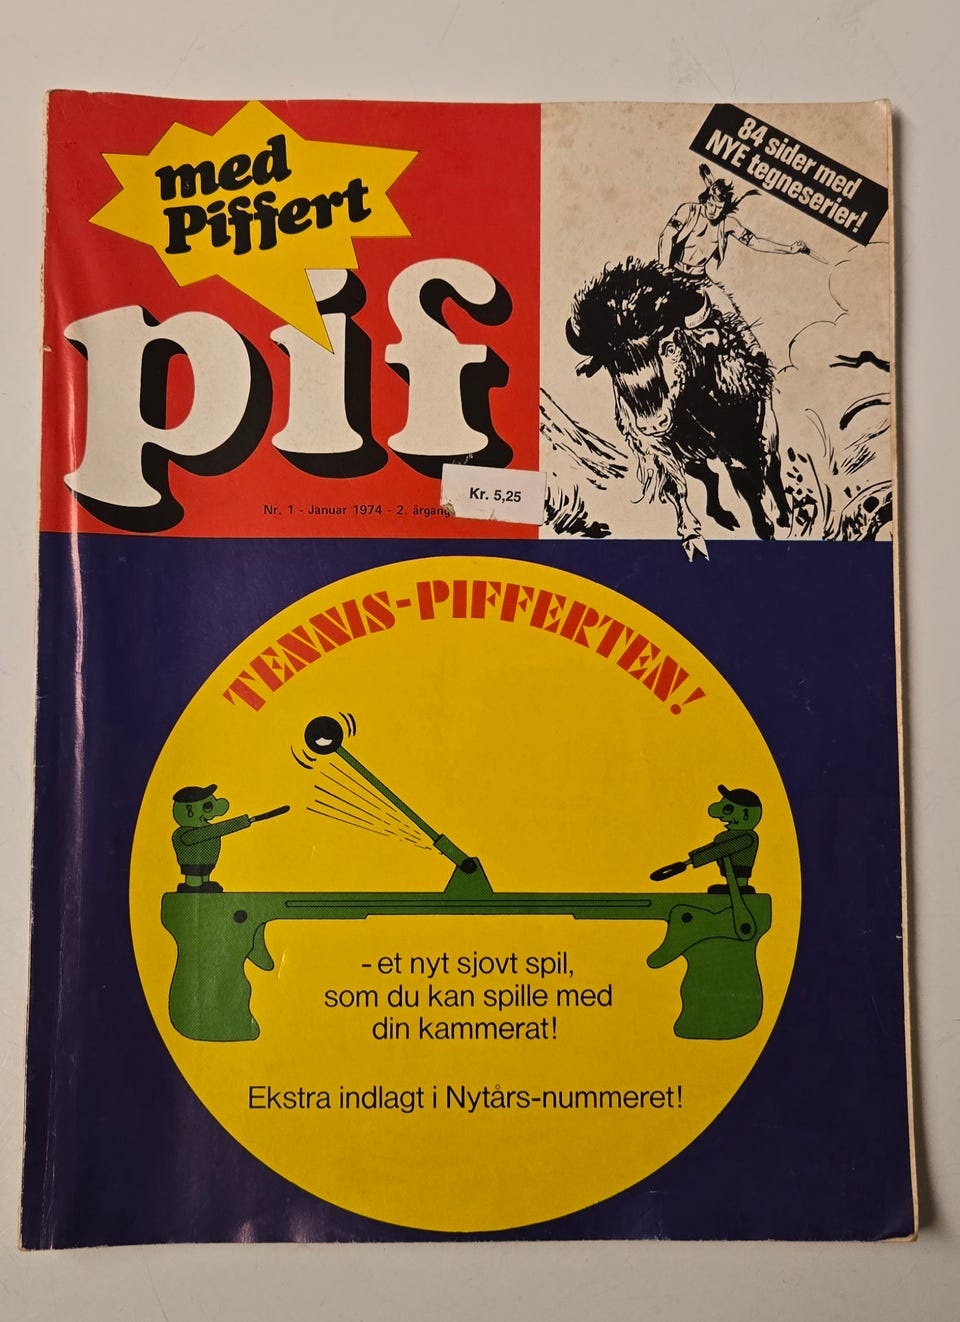 med
Piffert
pif
84 sider med
NYE tegneserier!
Kr. 5,25
Nr. 1 - Januar 1974 - 2. årgang
TENNIS-PIFFERTEN!
- et nyt sjovt spil,
som du kan spille med
din kammerat!
Ekstra indlagt i Nytårs-nummeret!